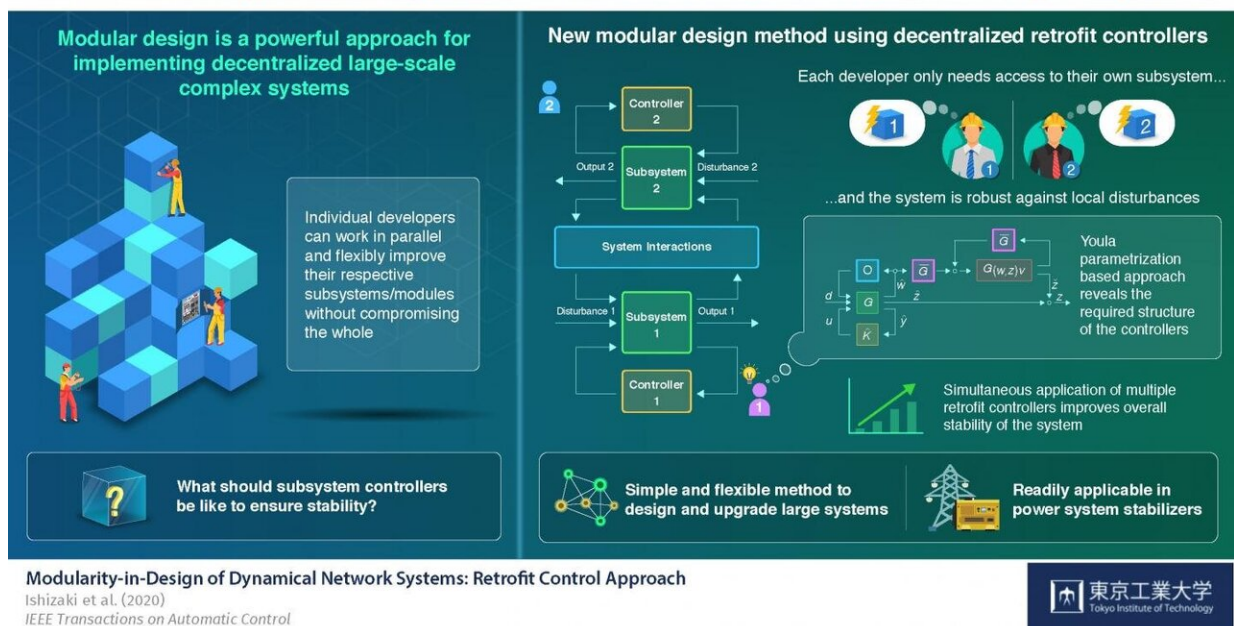 Modular design is a powerful approach for
implementing decentralized large-scale
complex systems
Individual developers
can work in parallel
and flexibly improve
their respective
subsystems/modules
without compromising
the whole
?
What should subsystem controllers
be like to ensure stability?
New modular design method using decentralized retrofit controllers
2
Controller
2
Output 2
Subsystem
2
Disturbance 2
System Interactions
Disturbance 1
Subsystem
1
Output 1
Controller
1
1
Each developer only needs access to their own subsystem...
1
1
2
2
...and the system is robust against local disturbances
O
w
G̅
G̅
G(w,z)v
ẑ
d
G
ẑ
z
u
K̂
ŷ
Youla
parametrization
based approach
reveals the
required structure
of the controllers
Simultaneous application of multiple
retrofit controllers improves overall
stability of the system
Simple and flexible method to
design and upgrade large systems
Readily applicable in
power system stabilizers
Modularity-in-Design of Dynamical Network Systems: Retrofit Control Approach
Ishizaki et al. (2020)
IEEE Transactions on Automatic Control
東京工業大学
Tokyo Institute of Technology